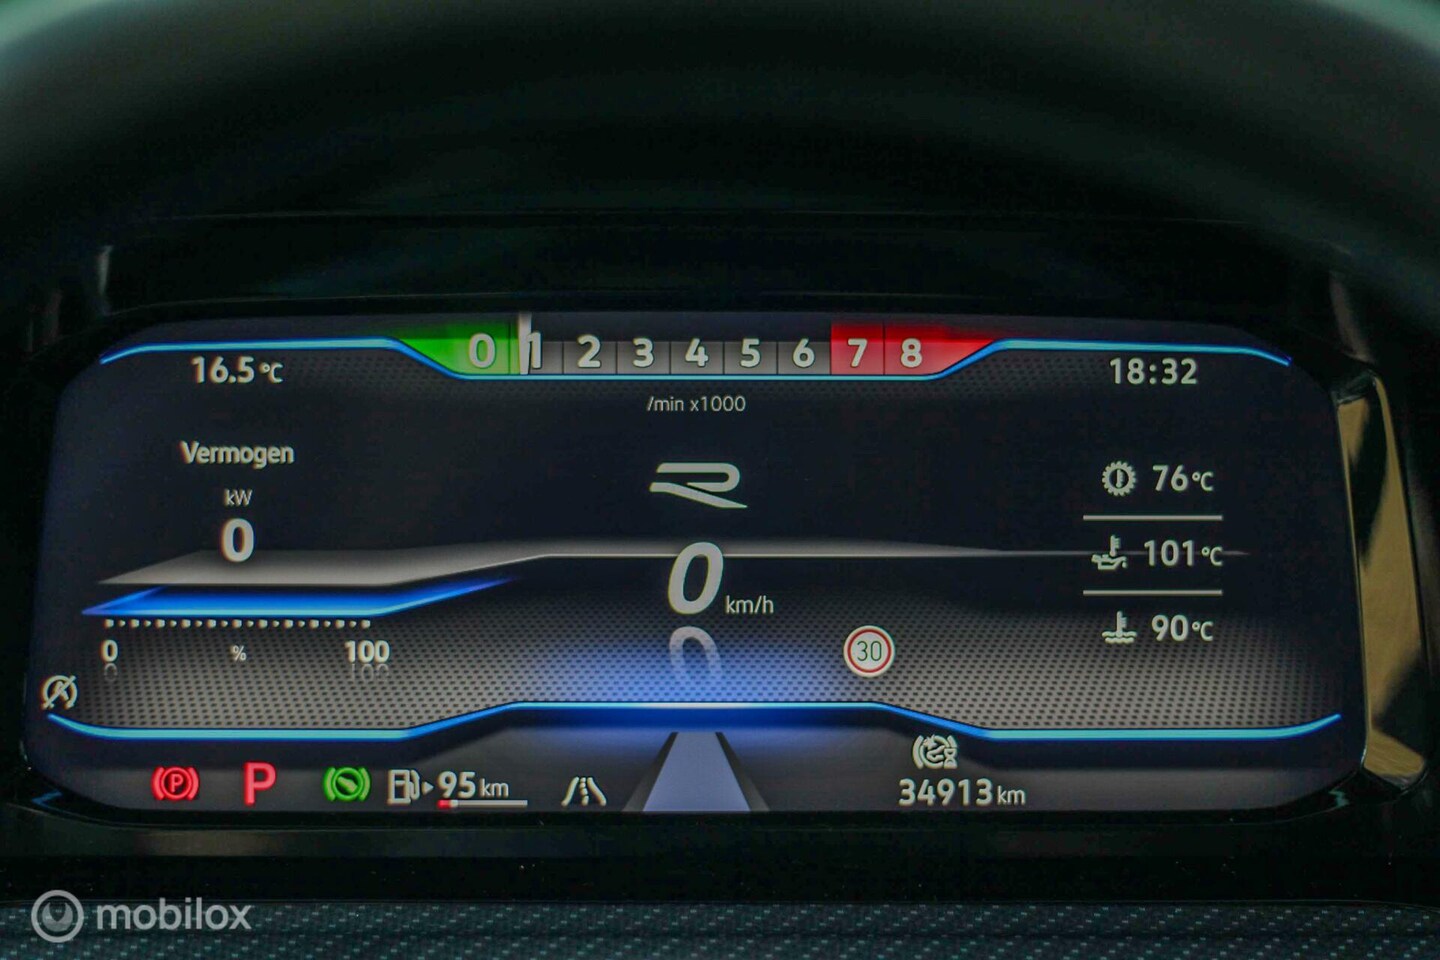 0 1 2 3 4 5 6 7 8
16.5°C
18:32
/min x1000
Vermogen
kW
0
76°C
101°C
90°C
0 km/h
0 % 100
30
P
P
95 km
34913 km
mobilox